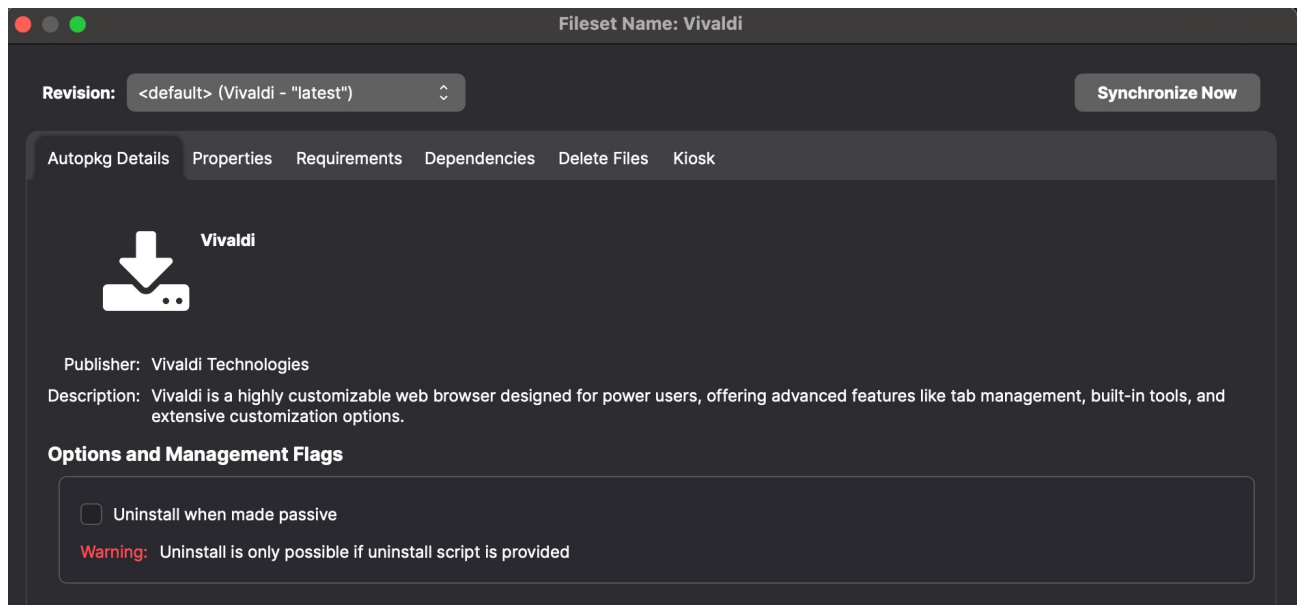 Fileset Name: Vivaldi
Revision: <default> (Vivaldi - "latest")
Synchronize Now
Autopkg Details Properties Requirements Dependencies Delete Files Kiosk
Vivaldi
Publisher: Vivaldi Technologies
Description: Vivaldi is a highly customizable web browser designed for power users, offering advanced features like tab management, built-in tools, and
extensive customization options.
Options and Management Flags
Uninstall when made passive
Warning: Uninstall is only possible if uninstall script is provided